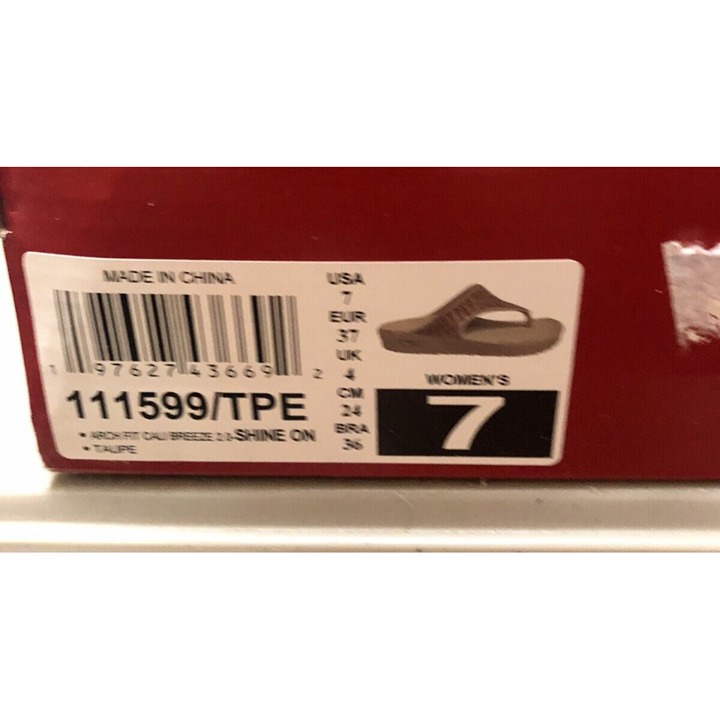 MADE IN CHINA
1 97627 43669 2
111599/TPE
• ARCH FIT CALI BREEZE 2.0-SHINE ON
• TAUPE
USA
7
EUR
37
UK
4
CM
24
BRA
36
WOMEN'S
7